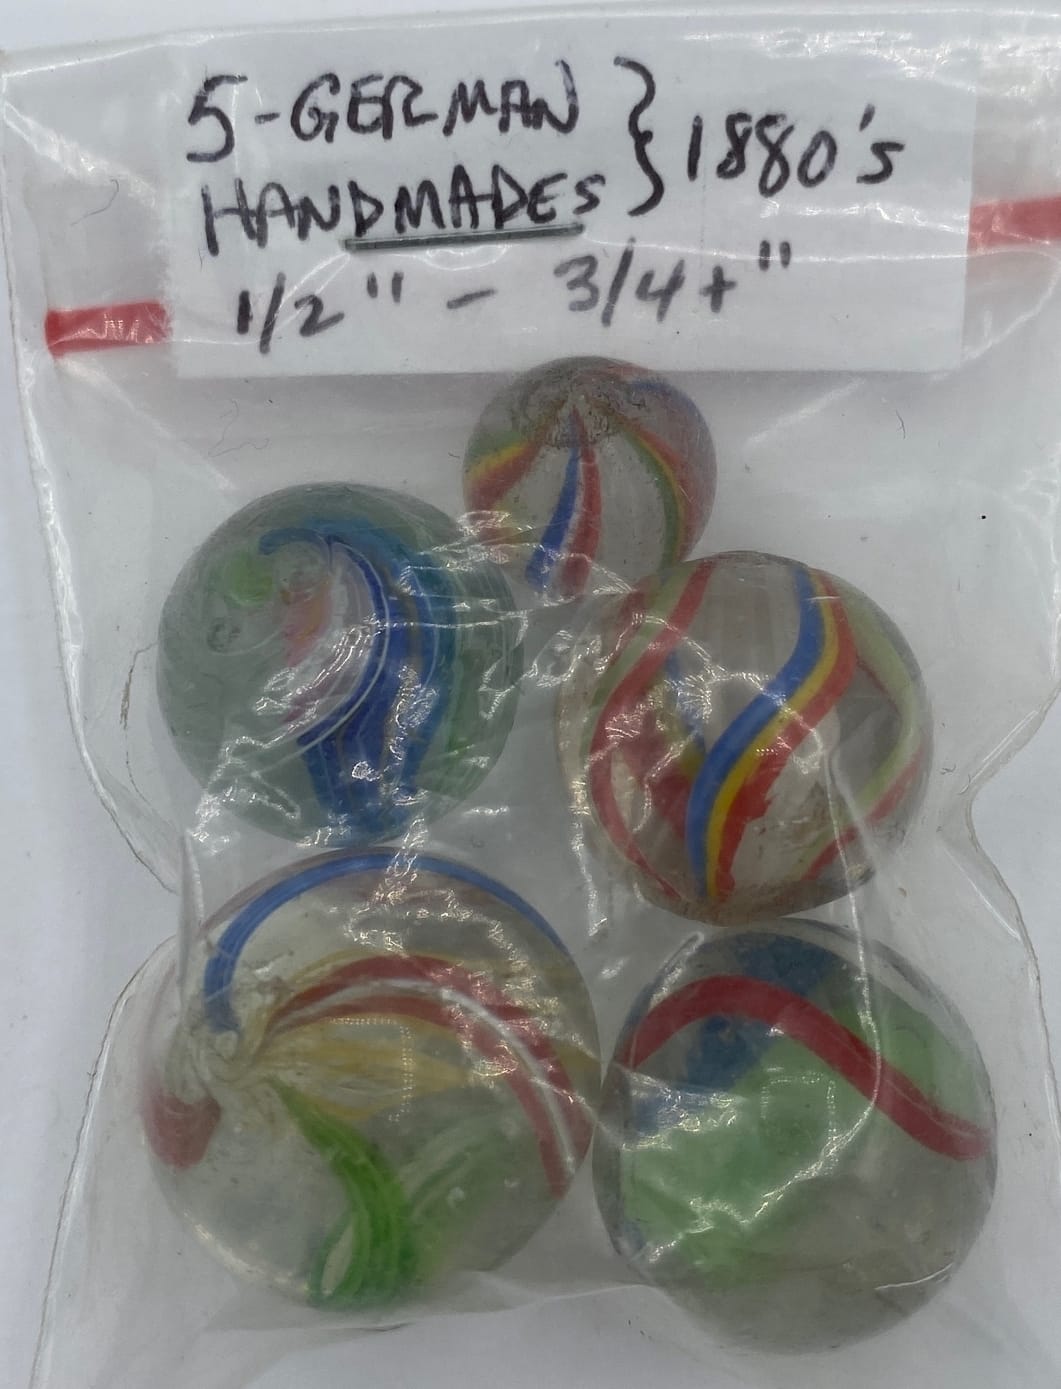 5-GERMAN
HANDMADES } 1880's
1/2" - 3/4+"